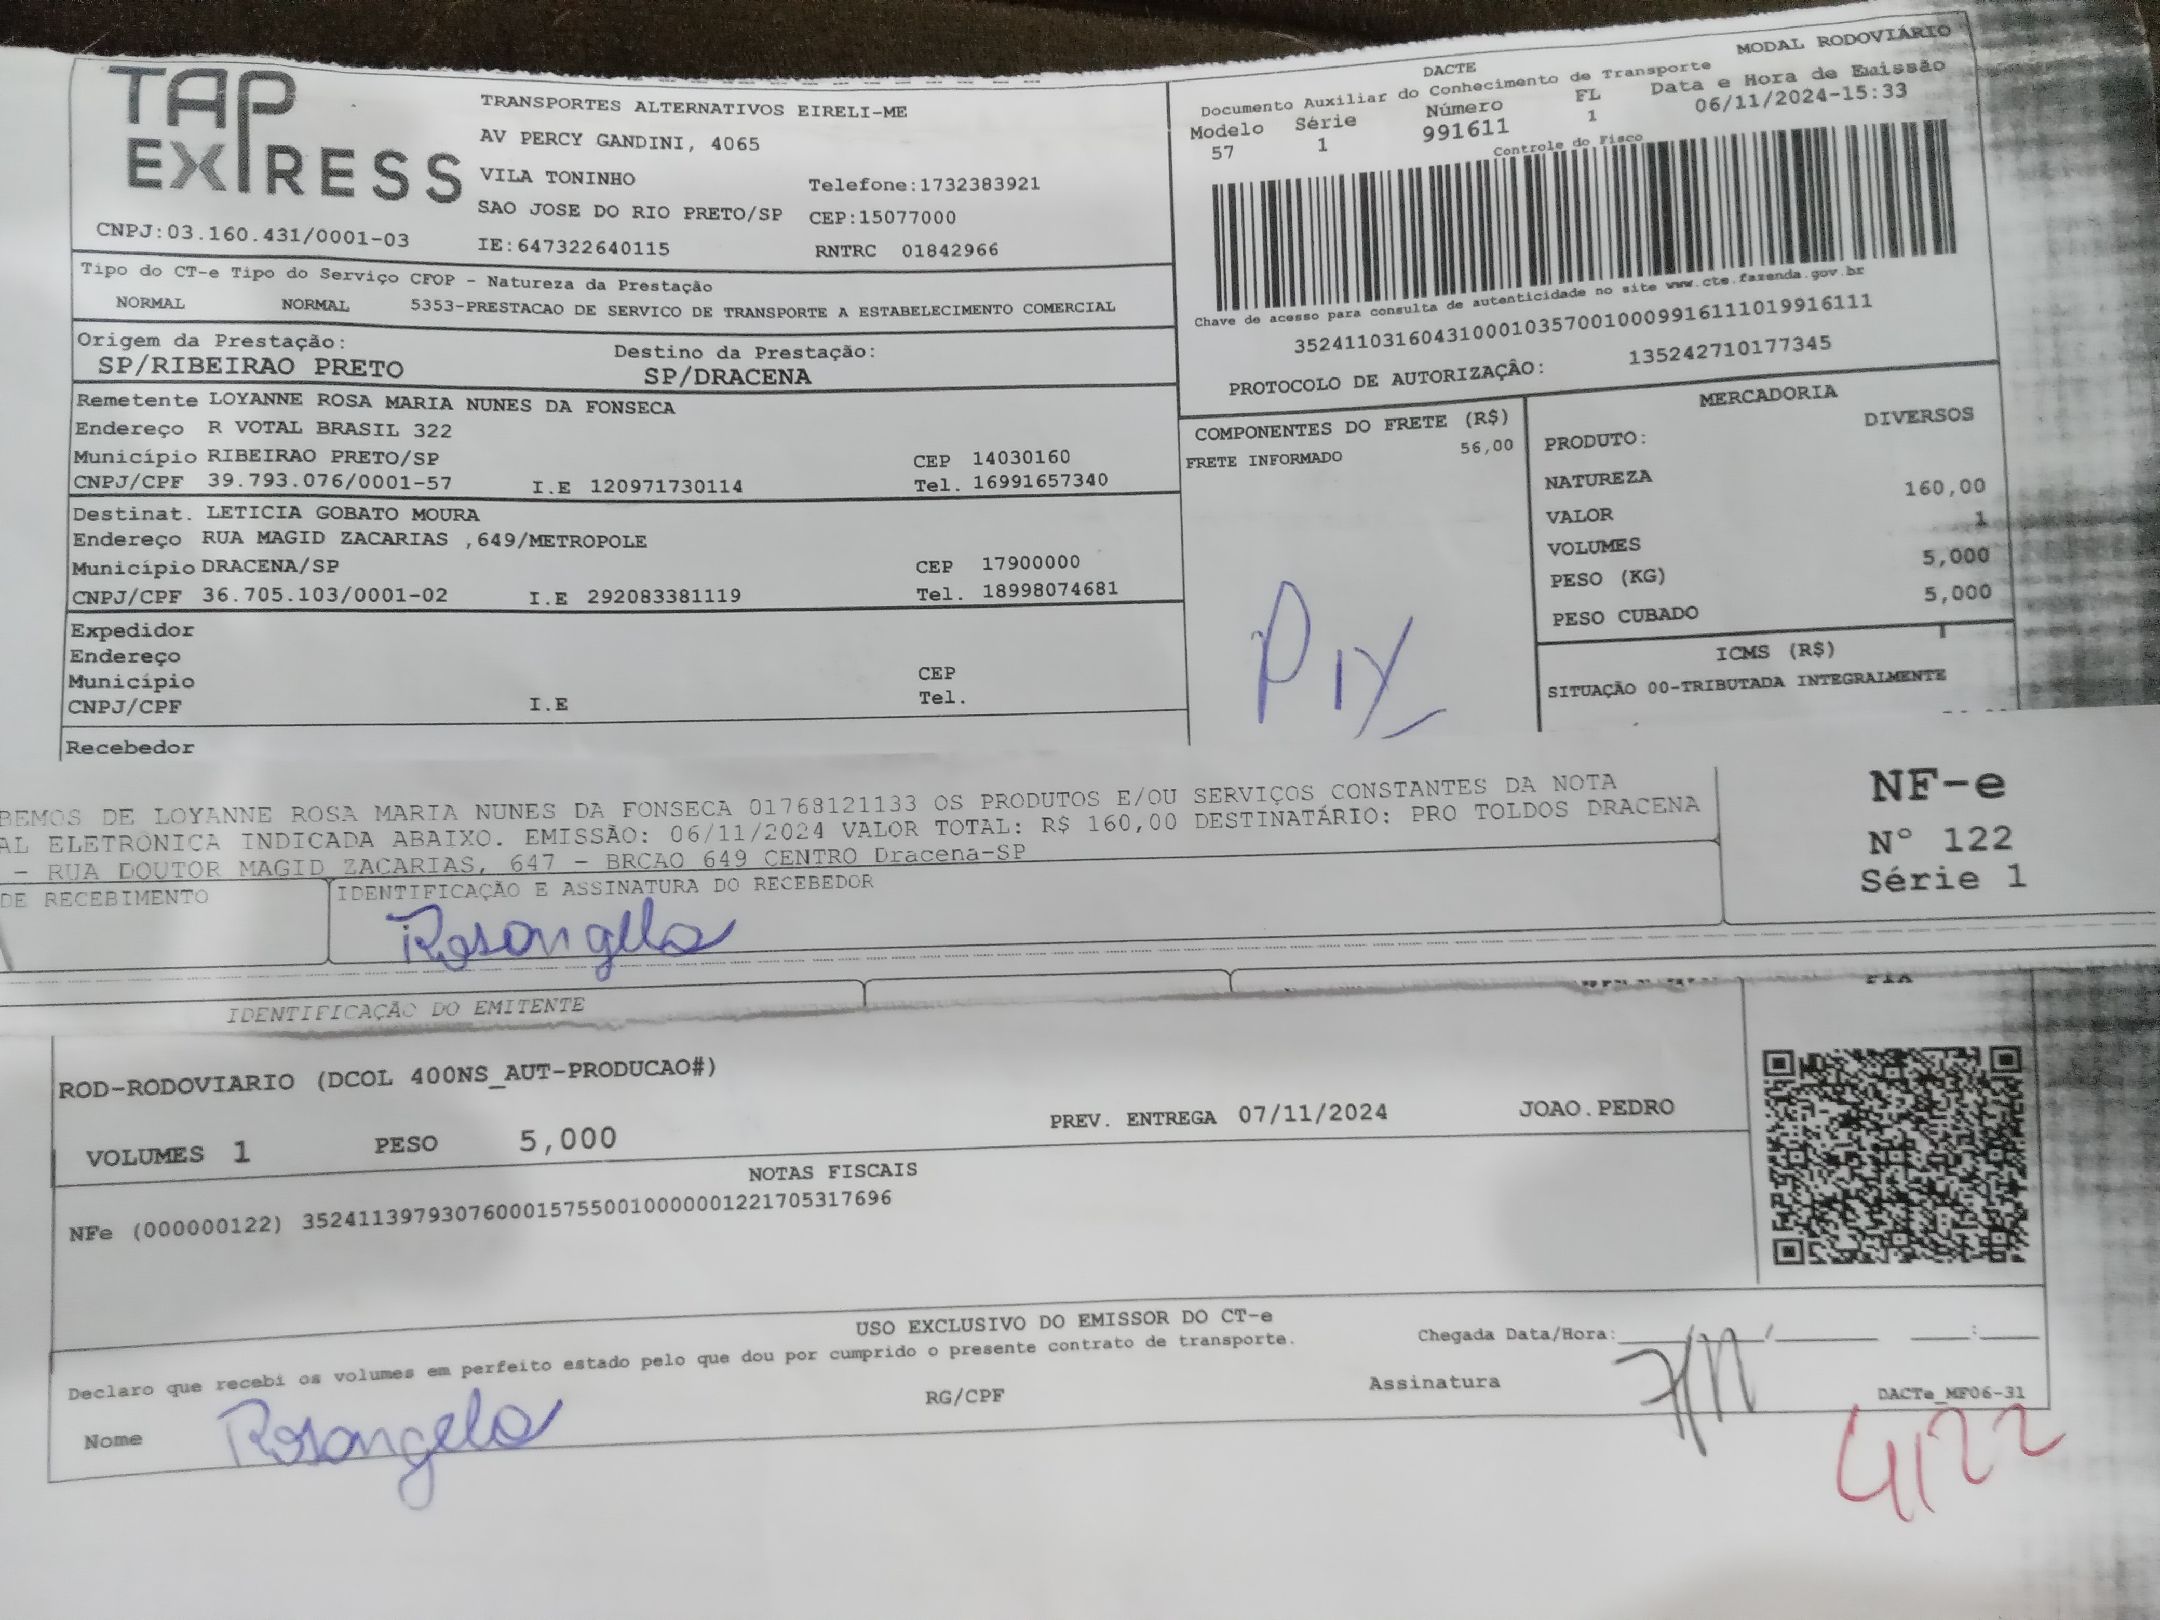 TAP EXPRESS
CNPJ:03.160.431/0001-03
TRANSPORTES ALTERNATIVOS EIRELI-ME
AV PERCY GANDINI, 4065
VILA TONINHO Telefone:1732383921
SAO JOSE DO RIO PRETO/SP CEP:15077000
IE:647322640115 RNTRC 01842966
DACTE MODAL RODOVIÁRIO
Documento Auxiliar do Conhecimento de Transporte
Modelo Série Número FL Data e Hora de Emissão
57 1 991611 1 06/11/2024-15:33
Controle do Fisco
Chave de acesso para consulta de autenticidade no site www.cte.fazenda.gov.br
35241103160431000103570010009916111019916111
PROTOCOLO DE AUTORIZAÇÂO: 135242710177345
Tipo do CT-e Tipo do Serviço CFOP - Natureza da Prestação
NORMAL NORMAL 5353-PRESTACAO DE SERVICO DE TRANSPORTE A ESTABELECIMENTO COMERCIAL
Origem da Prestação: Destino da Prestação:
SP/RIBEIRAO PRETO SP/DRACENA
Remetente LOYANNE ROSA MARIA NUNES DA FONSECA
Endereço R VOTAL BRASIL 322
Município RIBEIRAO PRETO/SP CEP 14030160
CNPJ/CPF 39.793.076/0001-57 I.E 120971730114 Tel. 16991657340
Destinat. LETICIA GOBATO MOURA
Endereço RUA MAGID ZACARIAS ,649/METROPOLE
Município DRACENA/SP CEP 17900000
CNPJ/CPF 36.705.103/0001-02 I.E 292083381119 Tel. 18998074681
Expedidor
Endereço
Município CEP
CNPJ/CPF I.E Tel.
Recebedor
COMPONENTES DO FRETE (R$)
FRETE INFORMADO 56,00
PIX
MERCADORIA
PRODUTO: DIVERSOS
NATUREZA
VALOR 160,00
VOLUMES 1
PESO (KG) 5,000
PESO CUBADO 5,000
ICMS (R$)
SITUAÇÃO 00-TRIBUTADA INTEGRALMENTE
BEMOS DE LOYANNE ROSA MARIA NUNES DA FONSECA 01768121133 OS PRODUTOS E/OU SERVIÇOS CONSTANTES DA NOTA
AL ELETRÔNICA INDICADA ABAIXO. EMISSÃO: 06/11/2024 VALOR TOTAL: R$ 160,00 DESTINATÁRIO: PRO TOLDOS DRACENA
- RUA DOUTOR MAGID ZACARIAS, 647 - BRCAO 649 CENTRO Dracena-SP
NF-e
Nº 122
Série 1
DE RECEBIMENTO IDENTIFICAÇÃO E ASSINATURA DO RECEBEDOR
Rosangela
IDENTIFICAÇÃO DO EMITENTE
ROD-RODOVIARIO (DCOL 400NS_AUT-PRODUCAO#)
VOLUMES 1 PESO 5,000 PREV. ENTREGA 07/11/2024 JOAO.PEDRO
NOTAS FISCAIS
NFe (000000122) 35241139793076000157550010000001221705317696
USO EXCLUSIVO DO EMISSOR DO CT-e
Declaro que recebi os volumes em perfeito estado pelo que dou por cumprido o presente contrato de transporte.
Chegada Data/Hora: / / :
7/11
RG/CPF Assinatura
Nome Rosangela
DACTe_MF06-31
4122